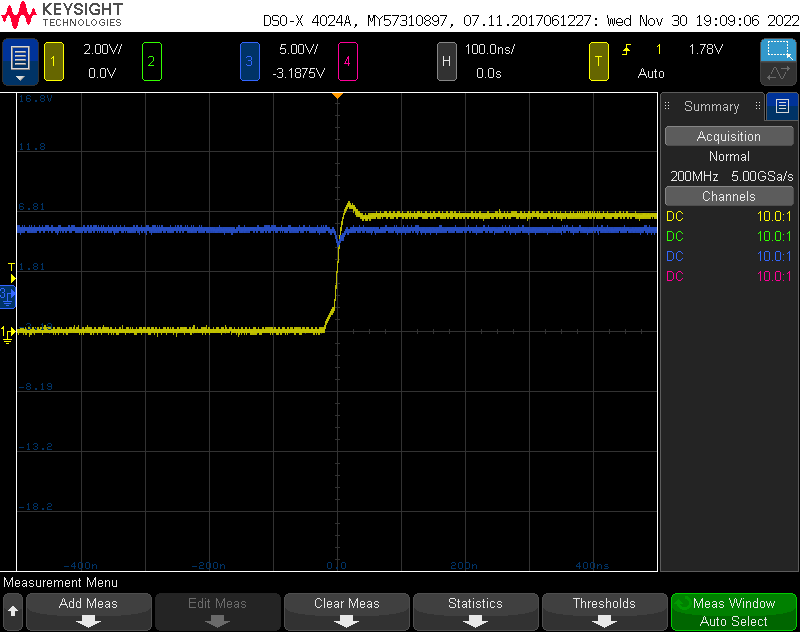 KEYSIGHT
TECHNOLOGIES
DSO-X 4024A, MY57310897, 07.11.2017061227: Wed Nov 30 19:09:06 2022
1 2.00V/ 2 3 5.00V/ 4 H 100.0ns/ T 1 1.78V
0.0V -3.1875V 0.0s Auto
16.8V
11.8
6.81
1.81
-8.19
-13.2
-18.2
-400n -200n 0.0 200n 400ns
T
3
1
Summary
Acquisition
Normal
200MHz 5.00GSa/s
Channels
DC 10.0:1
DC 10.0:1
DC 10.0:1
DC 10.0:1
Measurement Menu
Add Meas Edit Meas Clear Meas Statistics Thresholds Meas Window
Auto Select